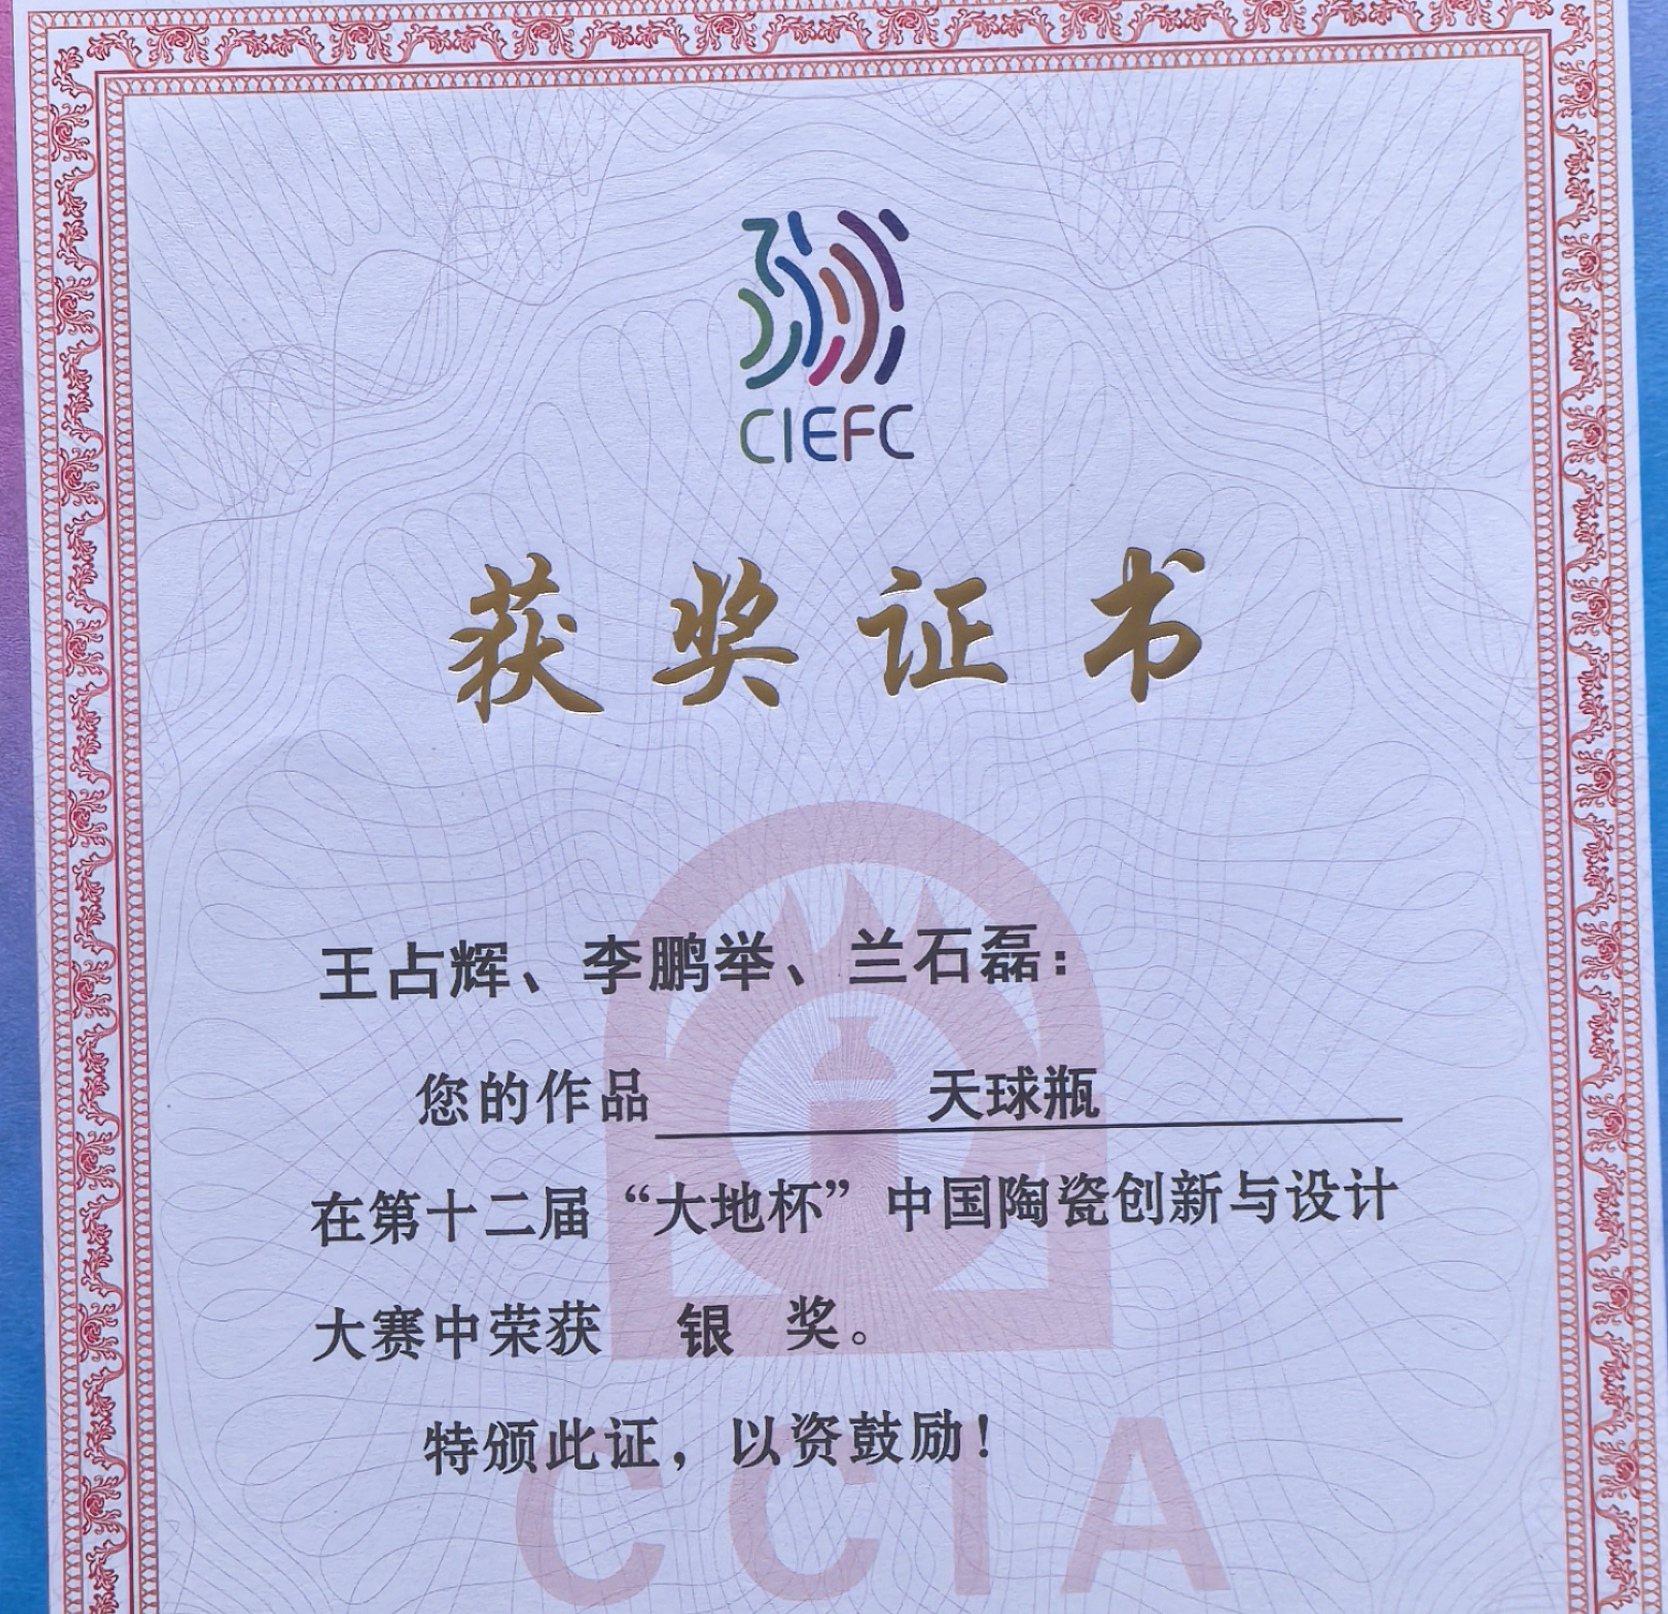 CIEFC
获奖证书
王占辉、李鹏举、兰石磊：
您的作品 天球瓶
在第十二届“大地杯”中国陶瓷创新与设计
大赛中荣获 银 奖。
特颁此证，以资鼓励！
CCIA